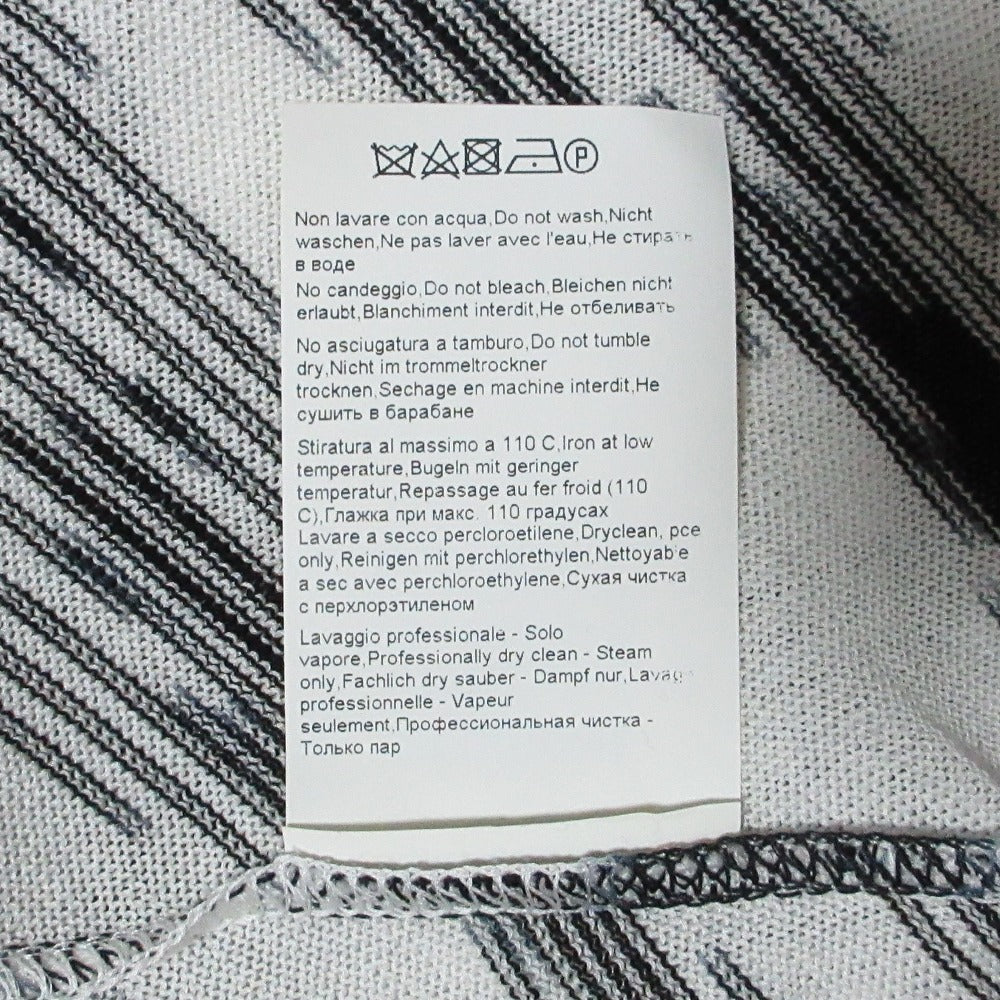 P
Non lavare con acqua,Do not wash,Nicht
waschen,Ne pas laver avec l'eau,Не стирать
в воде
No candeggio,Do not bleach,Bleichen nicht
erlaubt,Blanchiment interdit,Не отбеливать
No asciugatura a tamburo,Do not tumble
dry,Nicht im trommeltrockner
trocknen,Sechage en machine interdit,Не
сушить в барабане
Stiratura al massimo a 110 C,Iron at low
temperature,Bugeln mit geringer
temperatur,Repassage au fer froid (110
C),Глажка при макс. 110 градусах
Lavare a secco percloroetilene,Dryclean, pce
only,Reinigen mit perchlorethylen,Nettoyable
a sec avec perchloroethylene,Сухая чистка
с перхлорэтиленом
Lavaggio professionale - Solo
vapore,Professionally dry clean - Steam
only,Fachlich dry sauber - Dampf nur,Lavage
professionnelle - Vapeur
seulement,Профессиональная чистка -
Только пар